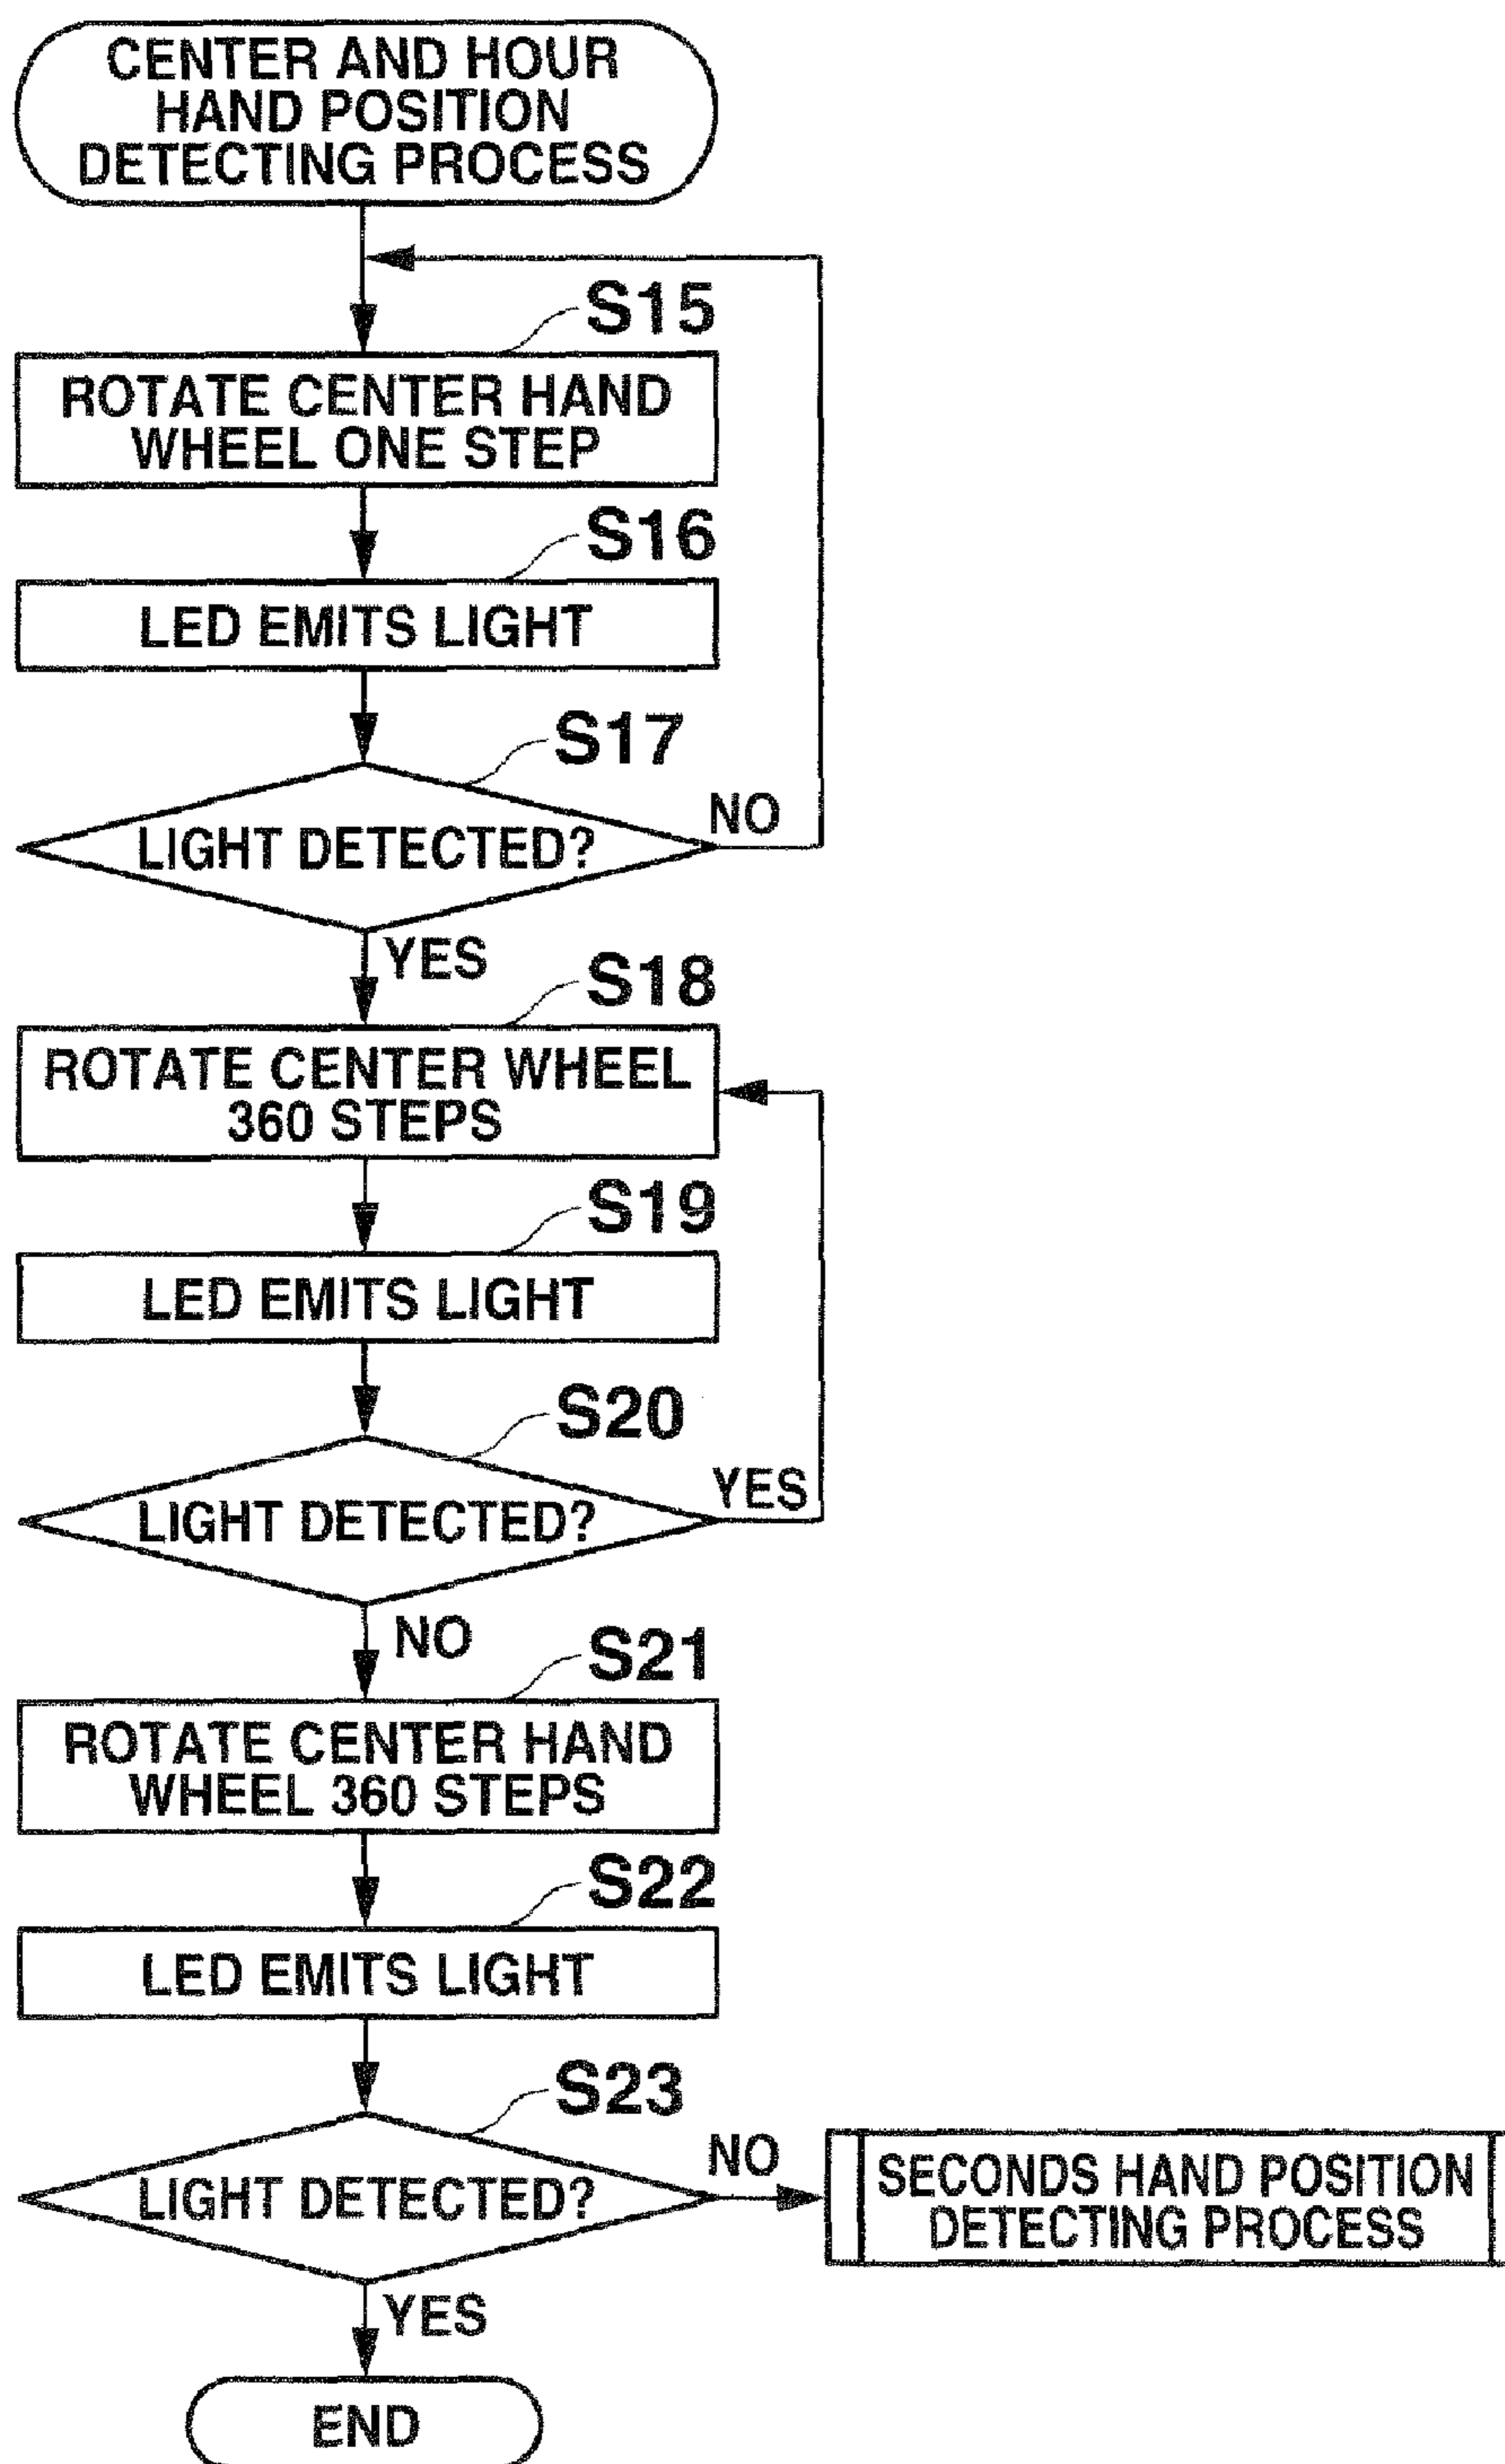 CENTER AND HOUR
HAND POSITION
DETECTING PROCESS
S15
ROTATE CENTER HAND
WHEEL ONE STEP
S16
LED EMITS LIGHT
S17
LIGHT DETECTED?
NO
YES
S18
ROTATE CENTER WHEEL
360 STEPS
S19
LED EMITS LIGHT
S20
LIGHT DETECTED?
YES
NO
S21
ROTATE CENTER HAND
WHEEL 360 STEPS
S22
LED EMITS LIGHT
S23
LIGHT DETECTED?
NO
SECONDS HAND POSITION
DETECTING PROCESS
YES
END